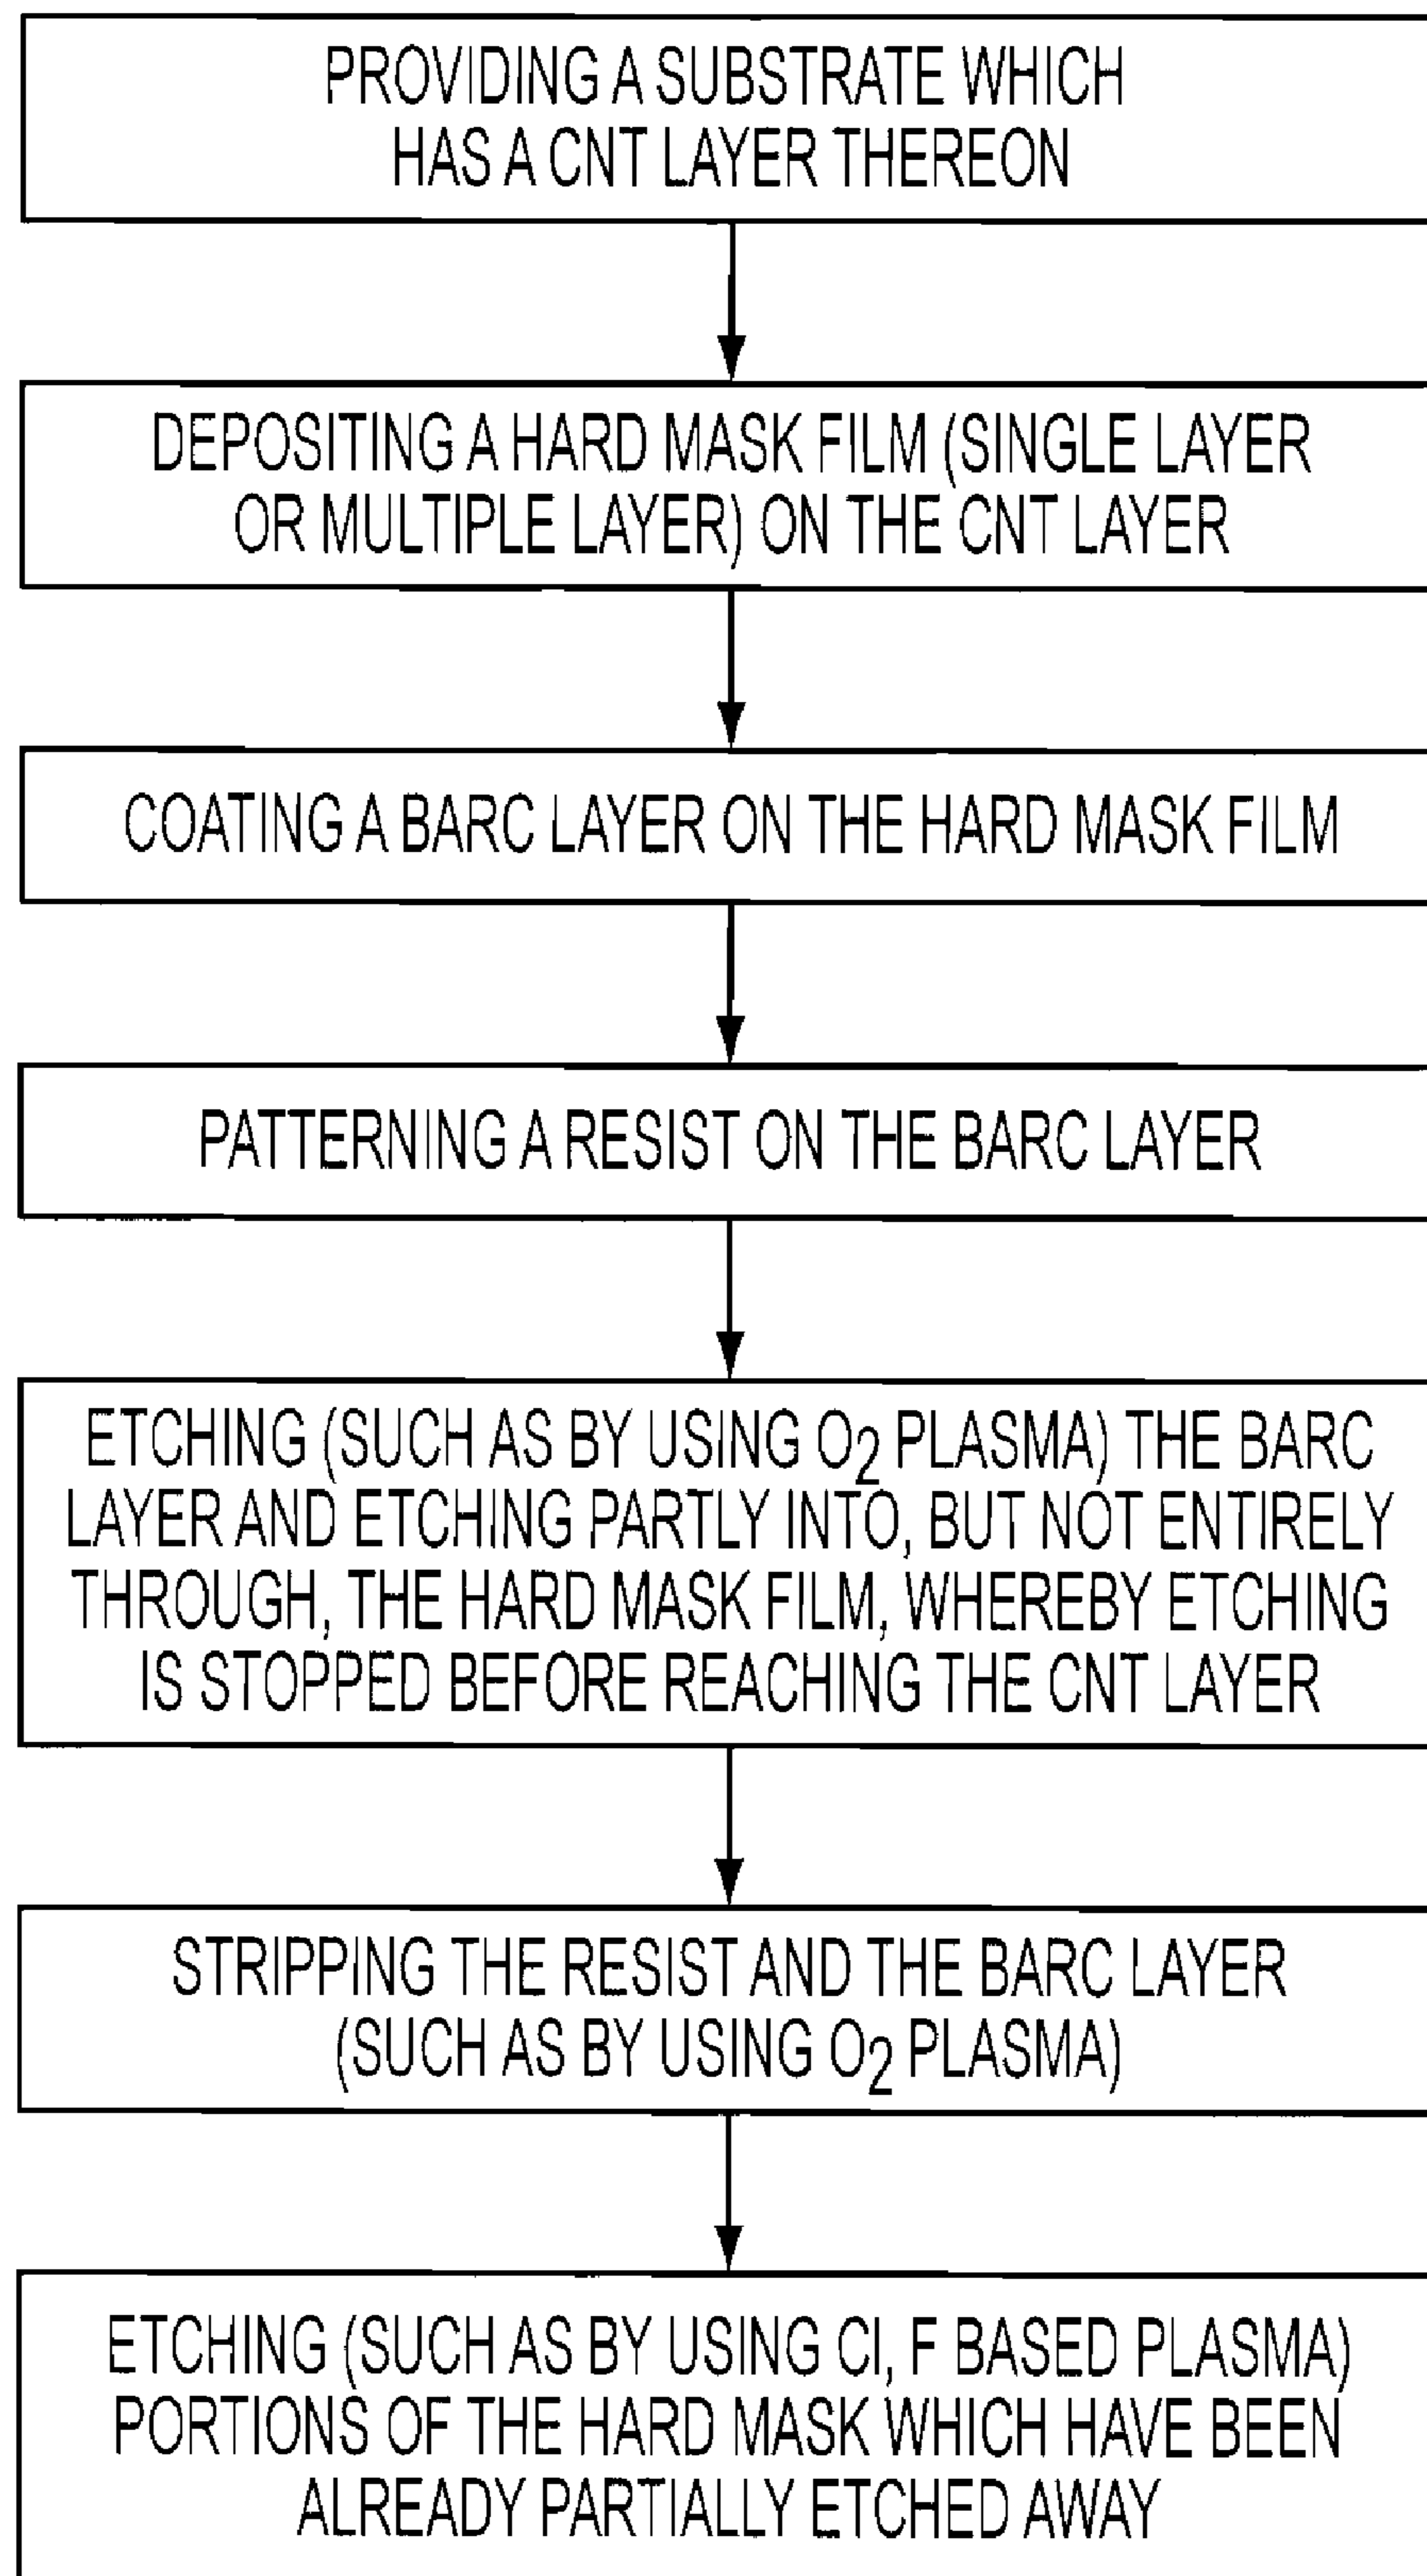 PROVIDING A SUBSTRATE WHICH
HAS A CNT LAYER THEREON
DEPOSITING A HARD MASK FILM (SINGLE LAYER
OR MULTIPLE LAYER) ON THE CNT LAYER
COATING A BARC LAYER ON THE HARD MASK FILM
PATTERNING A RESIST ON THE BARC LAYER
ETCHING (SUCH AS BY USING O2 PLASMA) THE BARC
LAYER AND ETCHING PARTLY INTO, BUT NOT ENTIRELY
THROUGH, THE HARD MASK FILM, WHEREBY ETCHING
IS STOPPED BEFORE REACHING THE CNT LAYER
STRIPPING THE RESIST AND THE BARC LAYER
(SUCH AS BY USING O2 PLASMA)
ETCHING (SUCH AS BY USING Cl, F BASED PLASMA)
PORTIONS OF THE HARD MASK WHICH HAVE BEEN
ALREADY PARTIALLY ETCHED AWAY